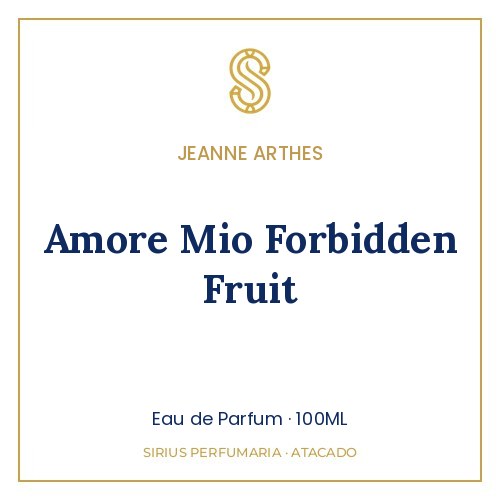 JEANNE ARTHES
Amore Mio Forbidden
Fruit
Eau de Parfum · 100ML
SIRIUS PERFUMARIA · ATACADO